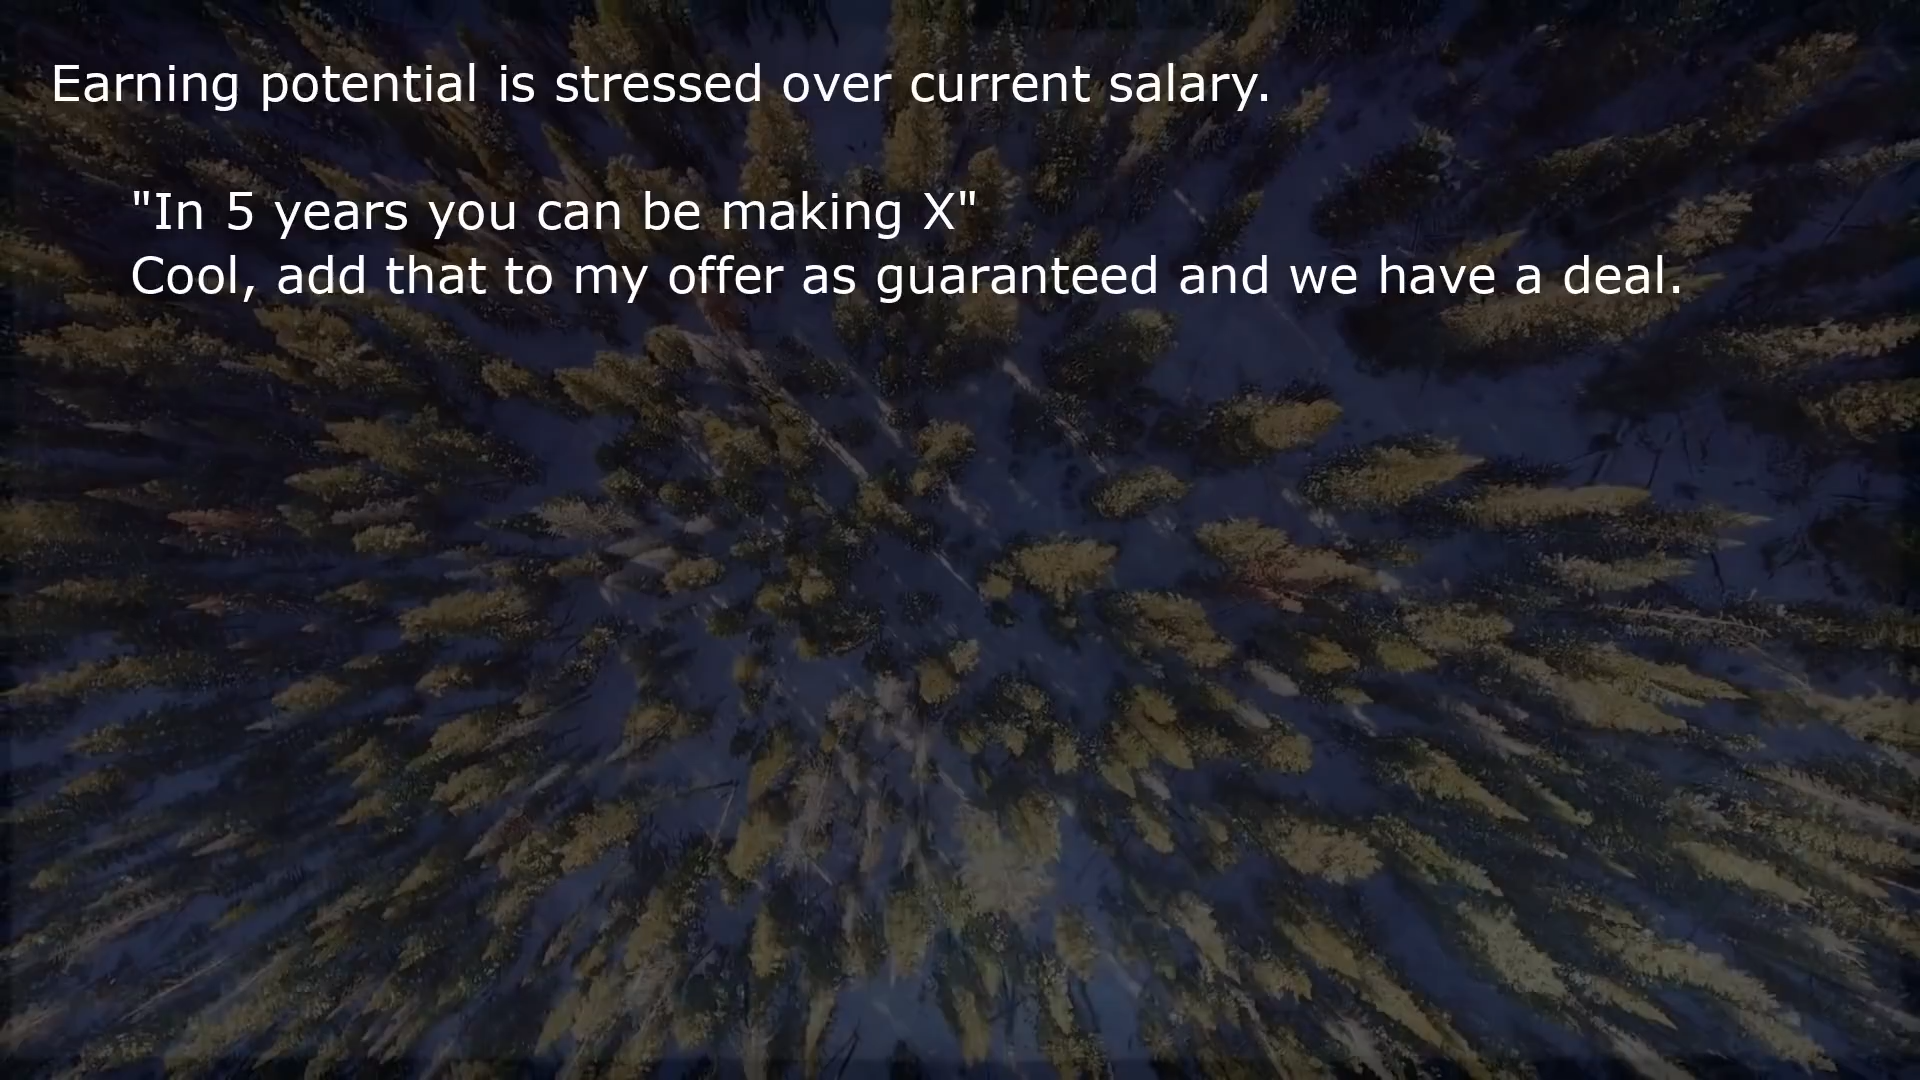 Earning potential is stressed over current salary.
"In 5 years you can be making X"
Cool, add that to my offer as guaranteed and we have a deal.